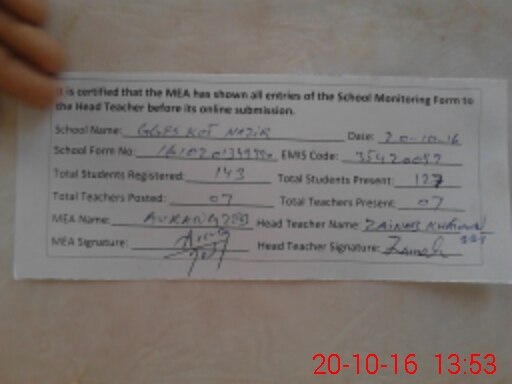 It is certified that the MEA has shown all entries of the School Monitoring Form to
the Head Teacher before its online submission.
School Name: GGES KOT NAZIR Date: 20-10-16
School Form No: EMIS Code: 35420057
Total Students Registered: 143 Total Students Present: 127
Total Teachers Posted: 07 Total Teachers Present: 07
MEA Name: AURANGZEB Head Teacher Name: ZAINAB
MEA Signature: Head Teacher Signature:
20-10-16 13:53